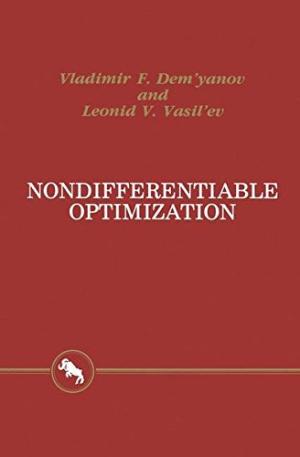 Vladimir F. Dem'yanov
and
Leonid V. Vasil'ev
NONDIFFERENTIABLE
OPTIMIZATION